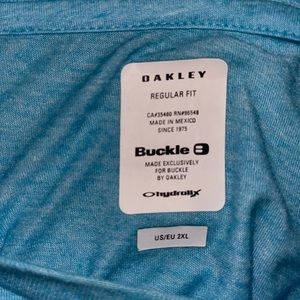 OAKLEY
REGULAR FIT
CA#35480 RN#96548
MADE IN MEXICO
SINCE 1975
Buckle B
MADE EXCLUSIVELY
FOR BUCKLE
BY OAKLEY
hydrolix
US/EU 2XL